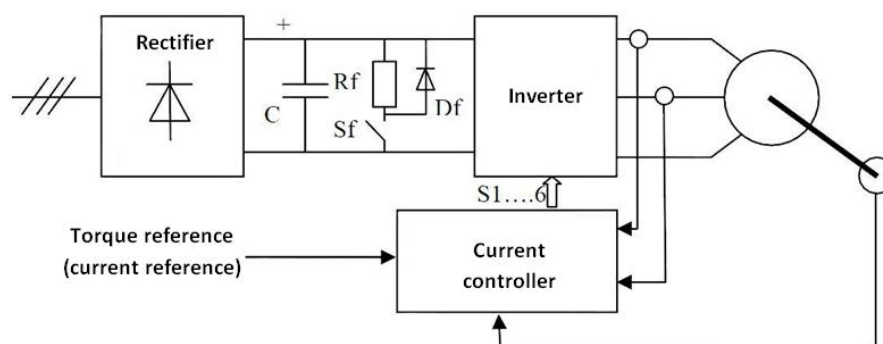 Rectifier
+
C
Rf
Sf
Df
Inverter
S1....6
Torque reference
(current reference)
Current
controller